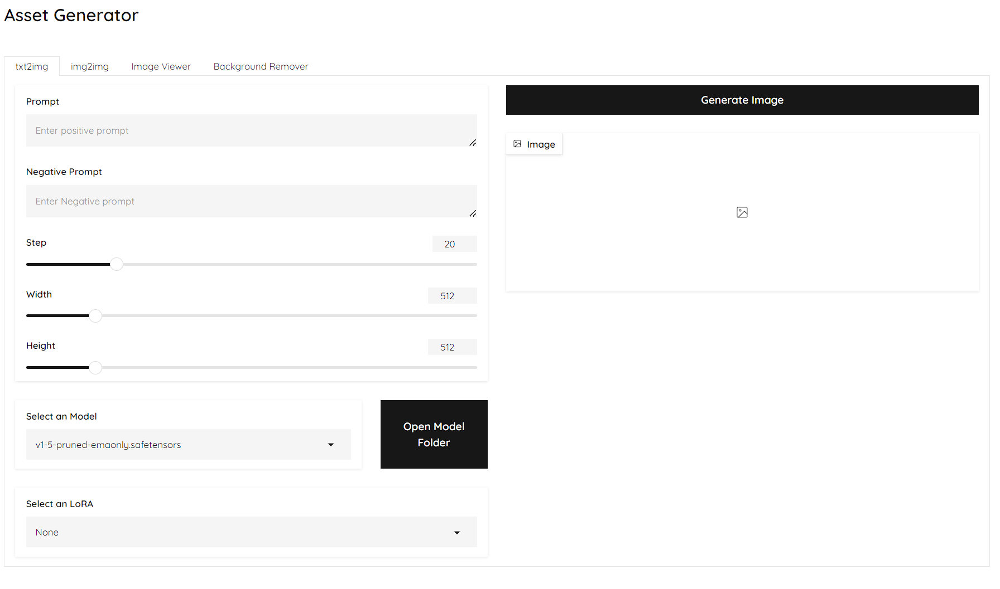 Asset Generator
txt2img
img2img
Image Viewer
Background Remover
Prompt
Enter positive prompt
Negative Prompt
Enter Negative prompt
Step
20
Width
512
Height
512
Select an Model
v1-5-pruned-emaonly.safetensors
Open Model
Folder
Select an LoRA
None
Generate Image
Image